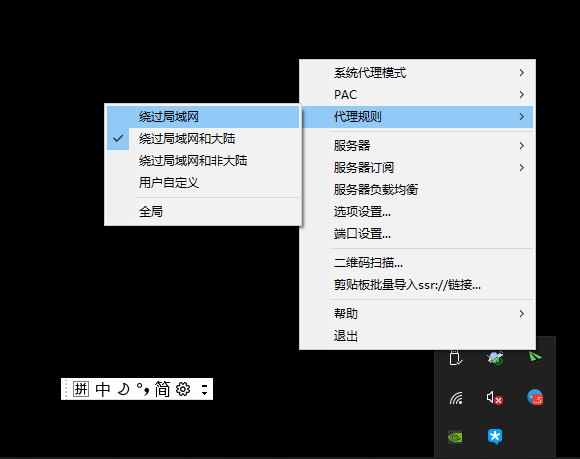 系统代理模式
PAC
代理规则
服务器
服务器订阅
服务器负载均衡
选项设置...
端口设置...
二维码扫描...
剪贴板批量导入ssr://链接...
帮助
退出
绕过局域网
绕过局域网和大陆
绕过局域网和非大陆
用户自定义
全局
拼 中 °, 简